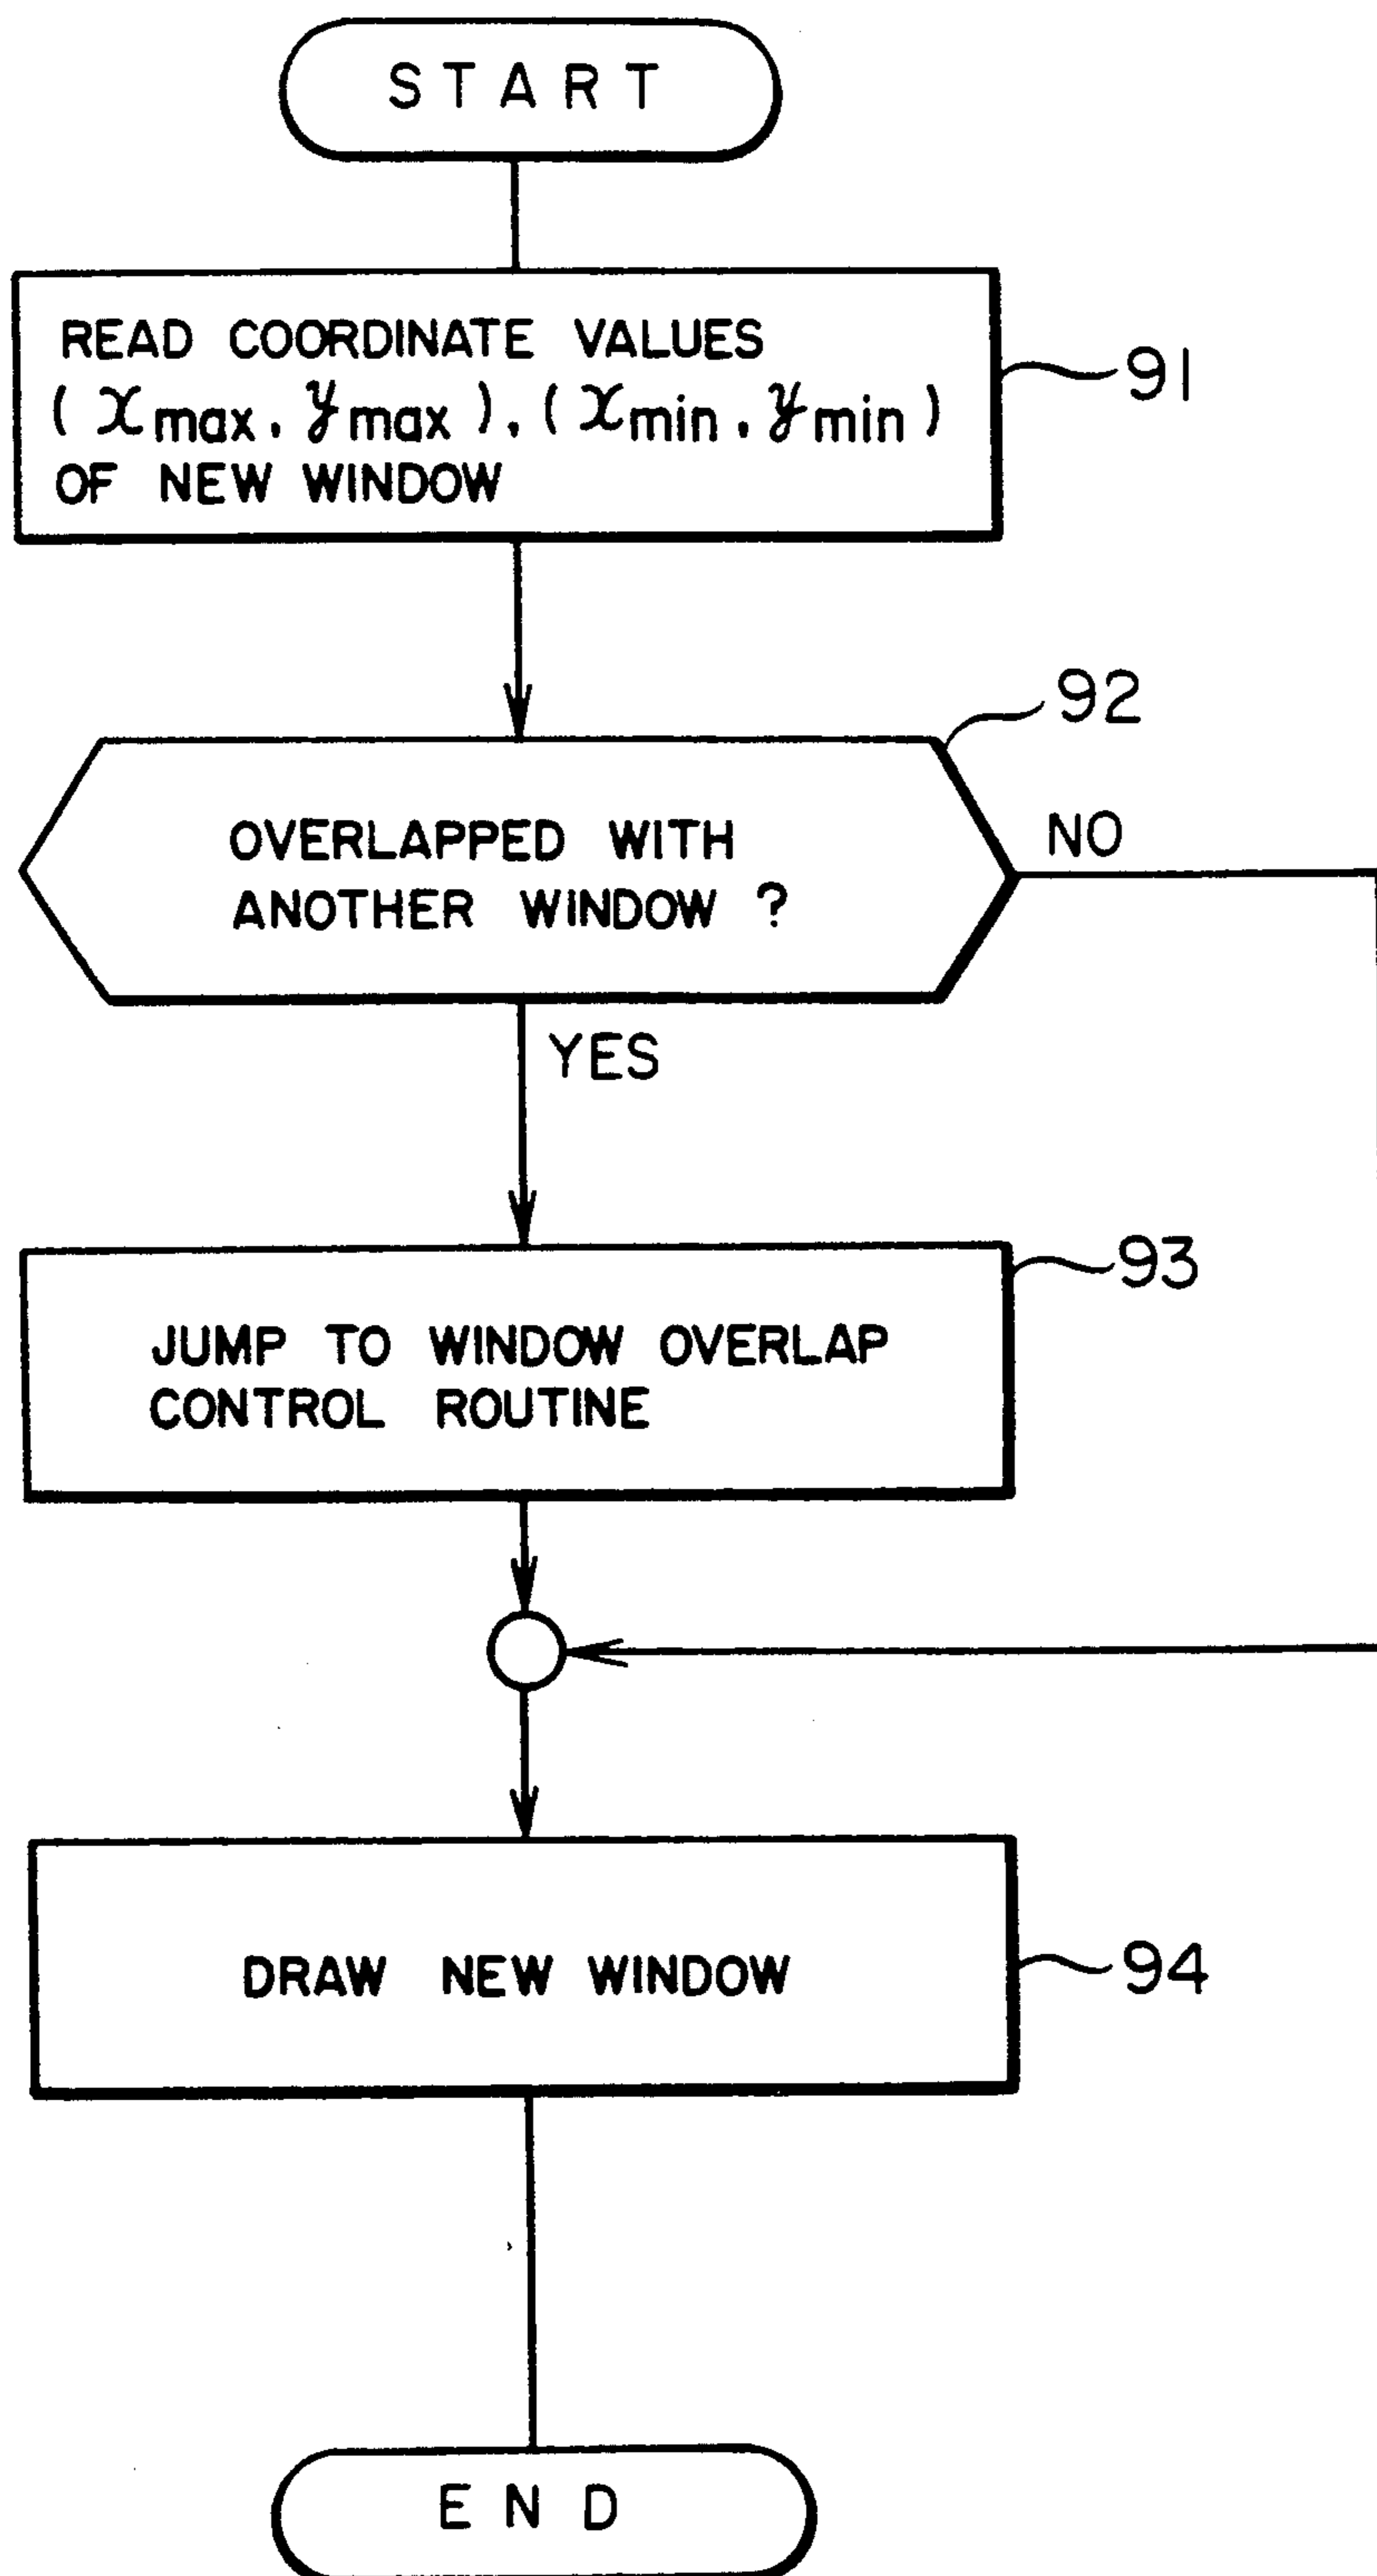 START
READ COORDINATE VALUES
(xmax, ymax), (xmin, ymin)
OF NEW WINDOW
91
92
OVERLAPPED WITH
ANOTHER WINDOW ?
NO
YES
93
JUMP TO WINDOW OVERLAP
CONTROL ROUTINE
DRAW NEW WINDOW
94
END